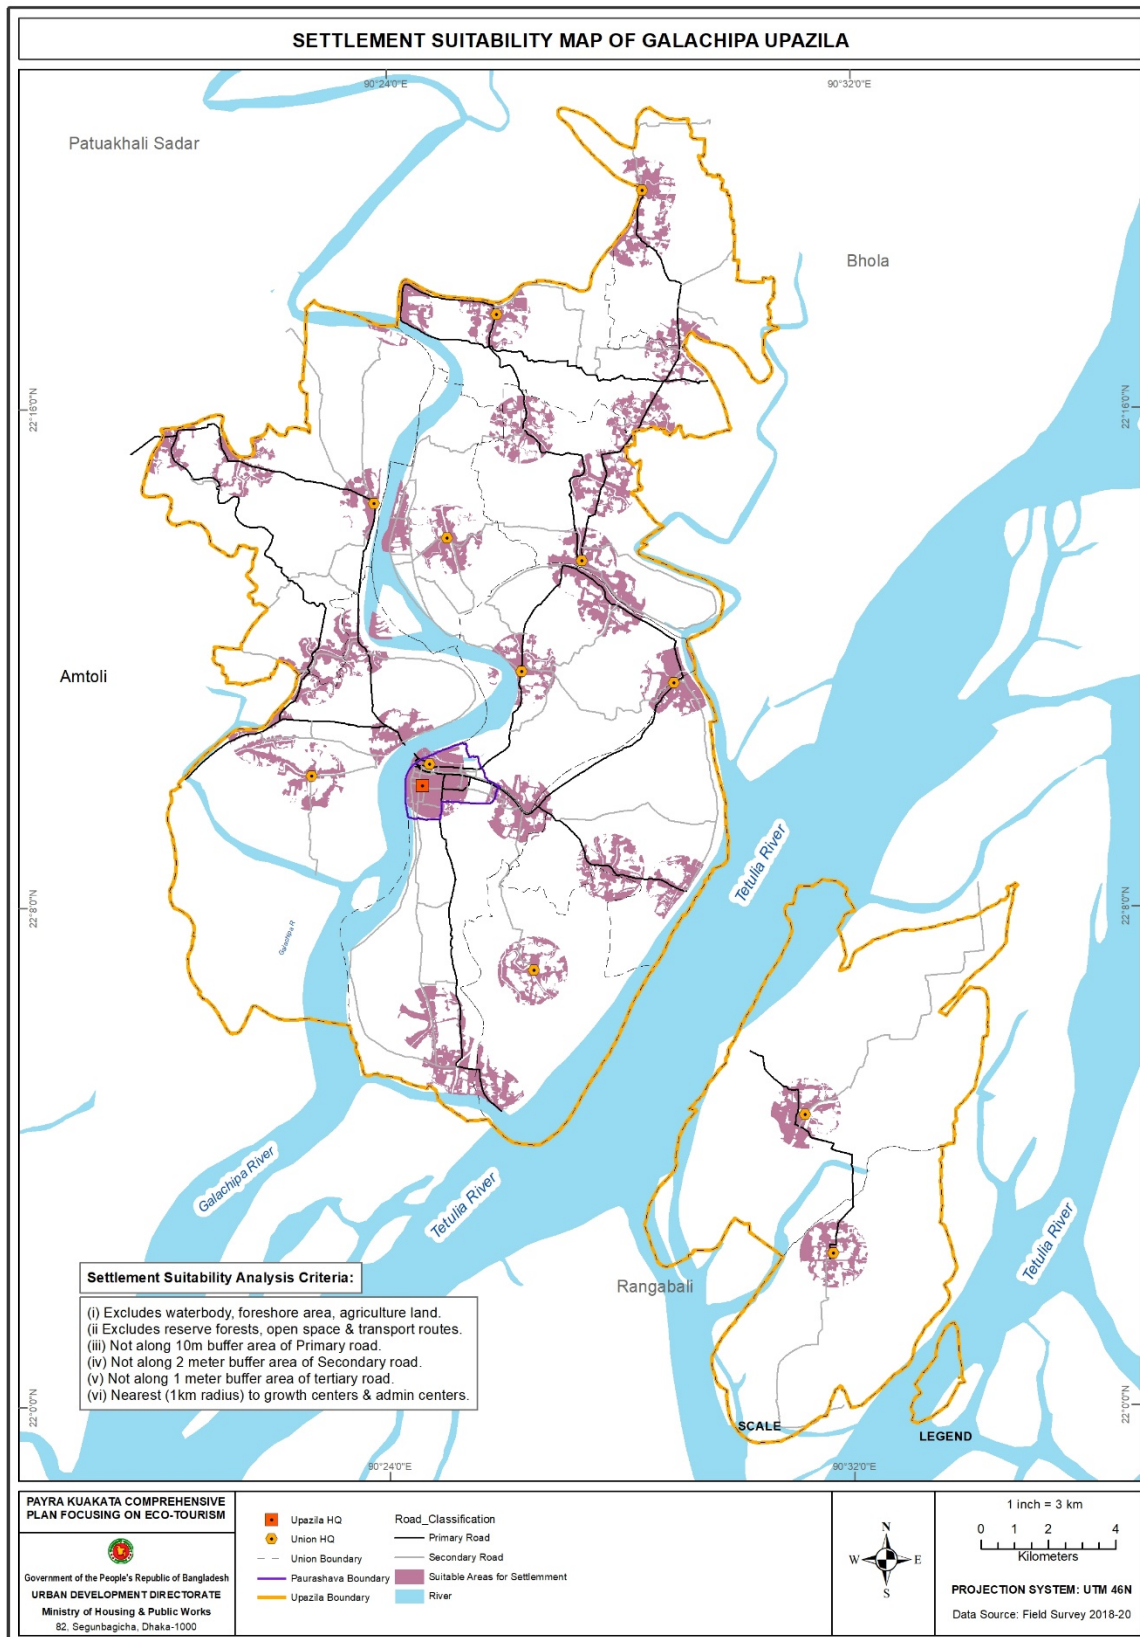 SETTLEMENT SUITABILITY MAP OF GALACHIPA UPAZILA
90°24'0"E
90°32'0"E
Patuakhali Sadar
Bhola
22°16'0"N
22°16'0"N
Amtoli
Tetulia River
22°8'0"N
22°8'0"N
Galachipa R
Galachipa River
Tetulia River
Tetulia River
Rangabali
Settlement Suitability Analysis Criteria:
(i) Excludes waterbody, foreshore area, agriculture land.
(ii Excludes reserve forests, open space & transport routes.
(iii) Not along 10m buffer area of Primary road.
(iv) Not along 2 meter buffer area of Secondary road.
(v) Not along 1 meter buffer area of tertiary road.
(vi) Nearest (1km radius) to growth centers & admin centers.
22°0'0"N
22°0'0"N
SCALE
LEGEND
90°24'0"E
90°32'0"E
PAYRA KUAKATA COMPREHENSIVE
PLAN FOCUSING ON ECO-TOURISM
Government of the People's Republic of Bangladesh
URBAN DEVELOPMENT DIRECTORATE
Ministry of Housing & Public Works
82, Segunbagicha, Dhaka-1000
Upazila HQ
Union HQ
Union Boundary
Paurashava Boundary
Upazila Boundary
Road_Classification
Primary Road
Secondary Road
Suitable Areas for Settlemment
River
N
W E
S
1 inch = 3 km
0 1 2 4
Kilometers
PROJECTION SYSTEM: UTM 46N
Data Source: Field Survey 2018-20